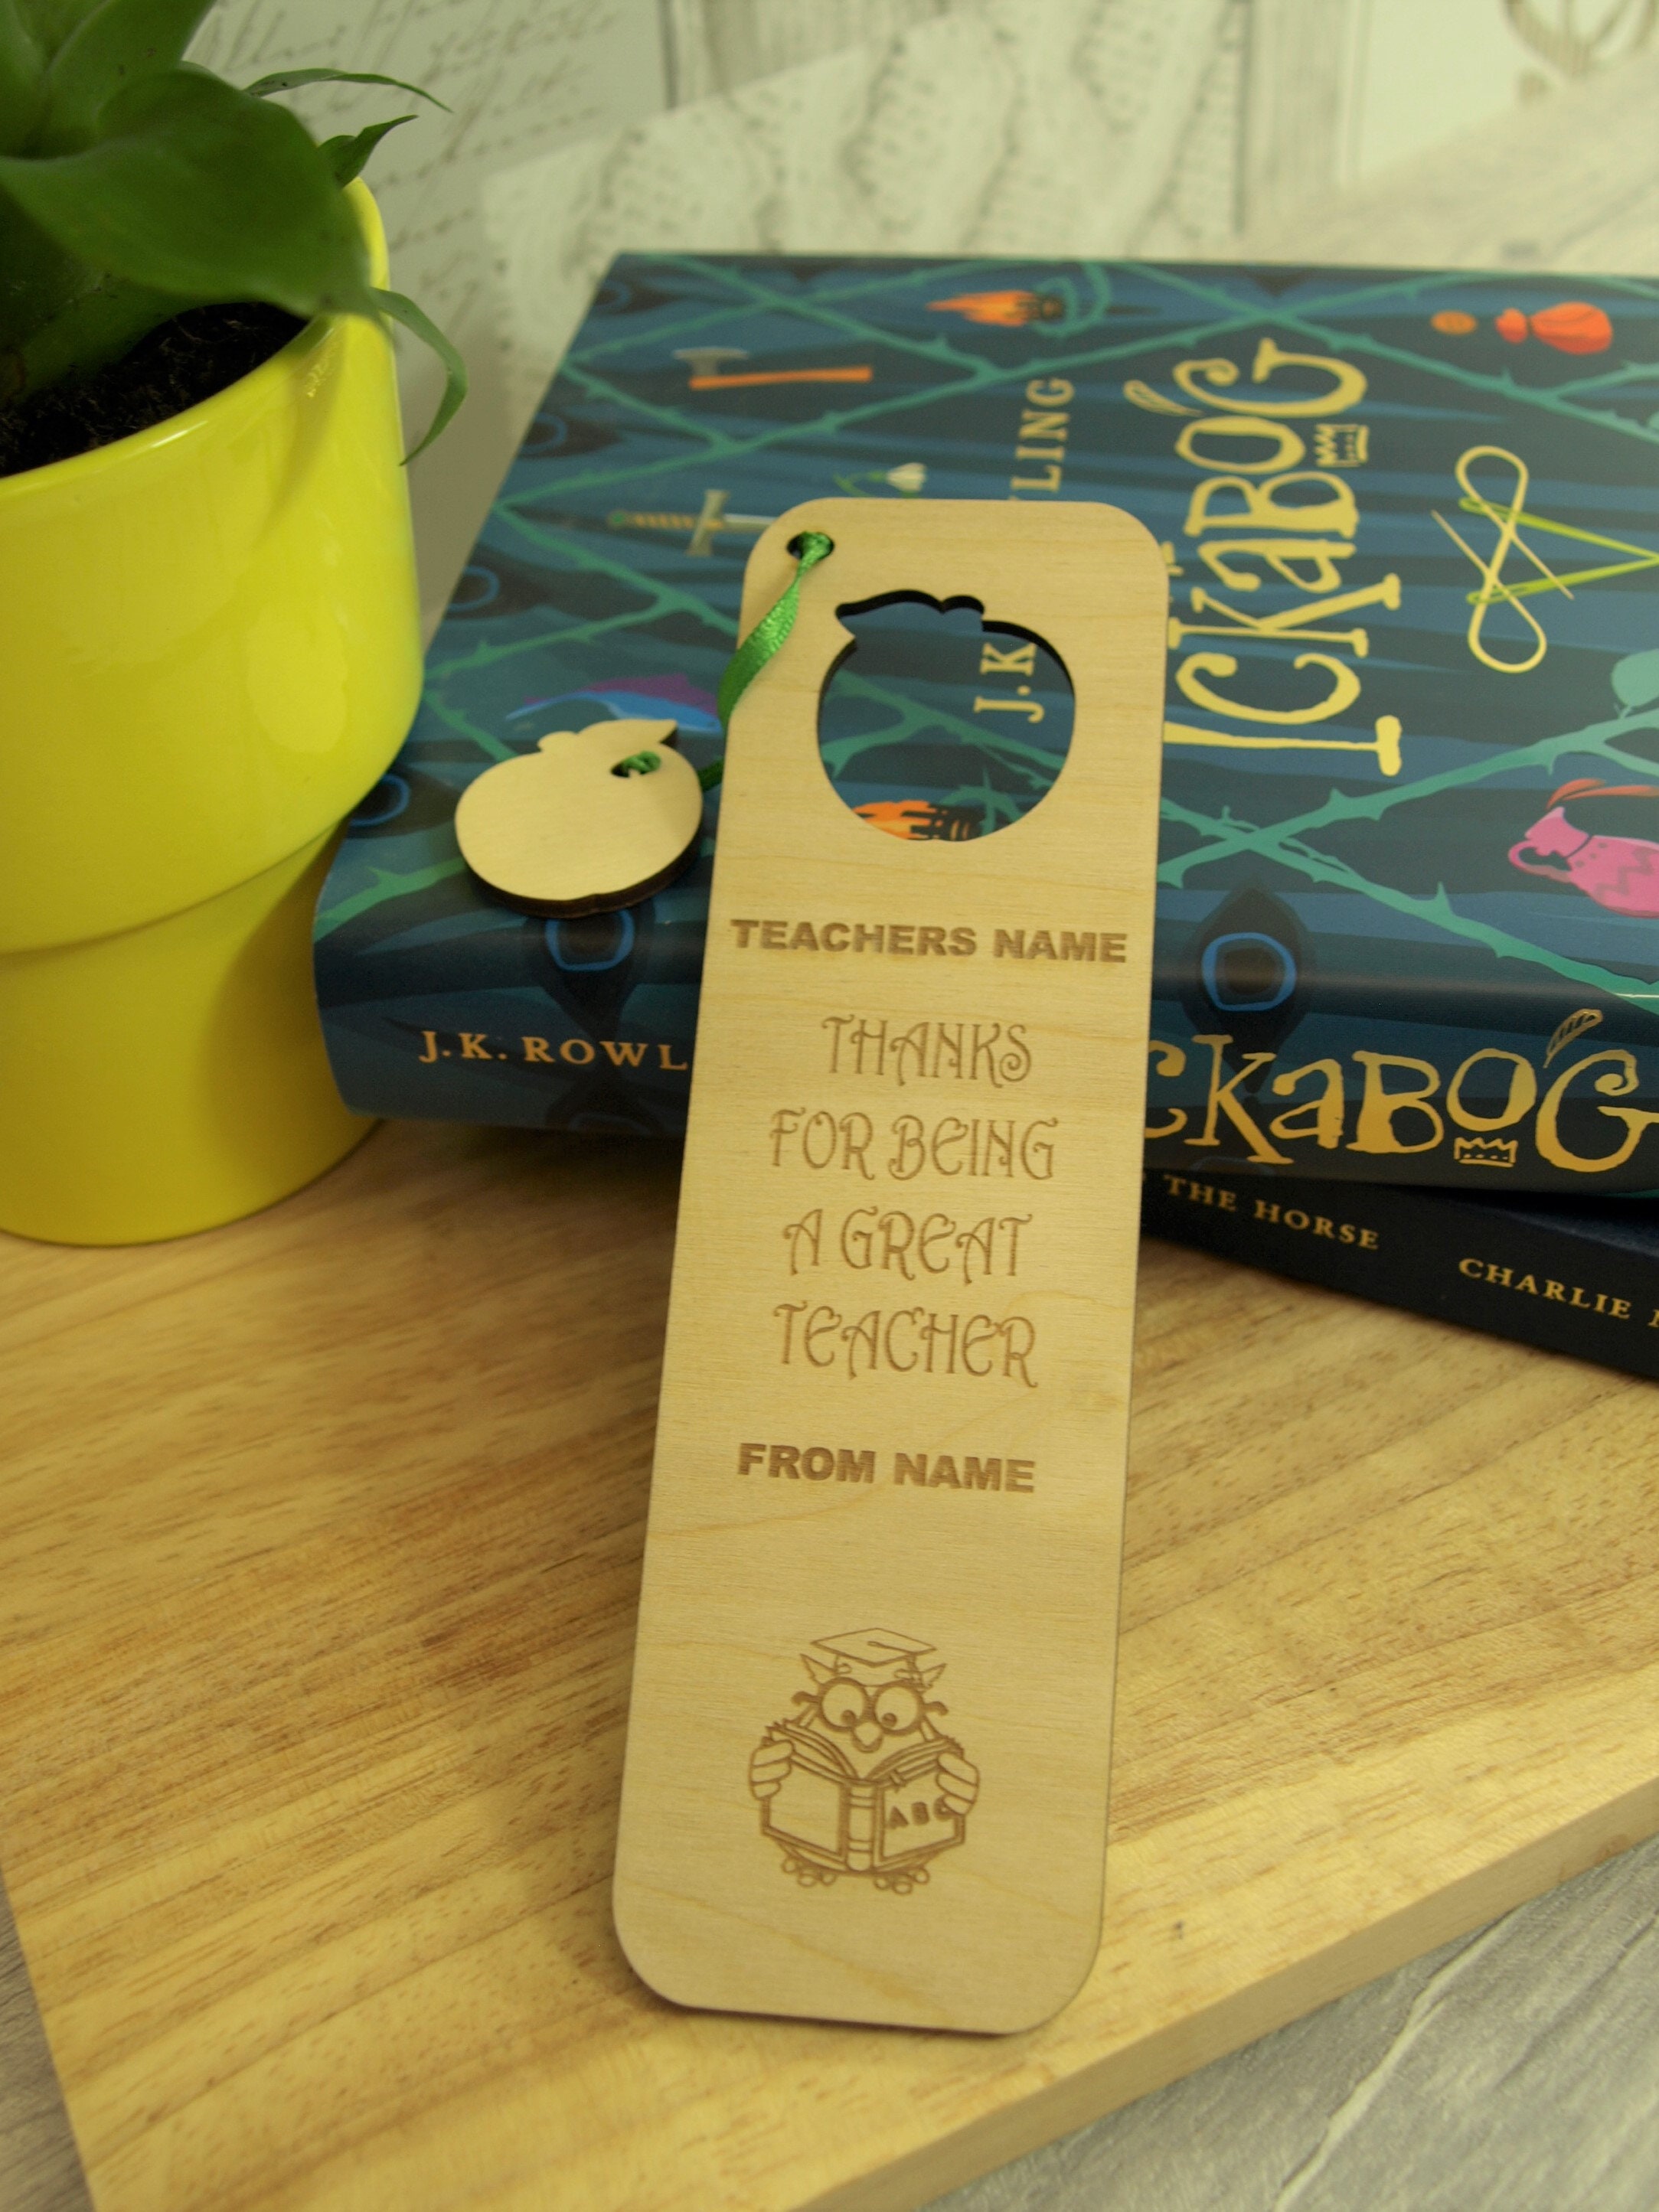 J.K.
LING
ICKABOG
TEACHERS NAME
THANKS
FOR BEING
A GREAT
TEACHER
FROM NAME
ABC
J.K. ROWL
CKABOG
THE HORSE CHARLIE